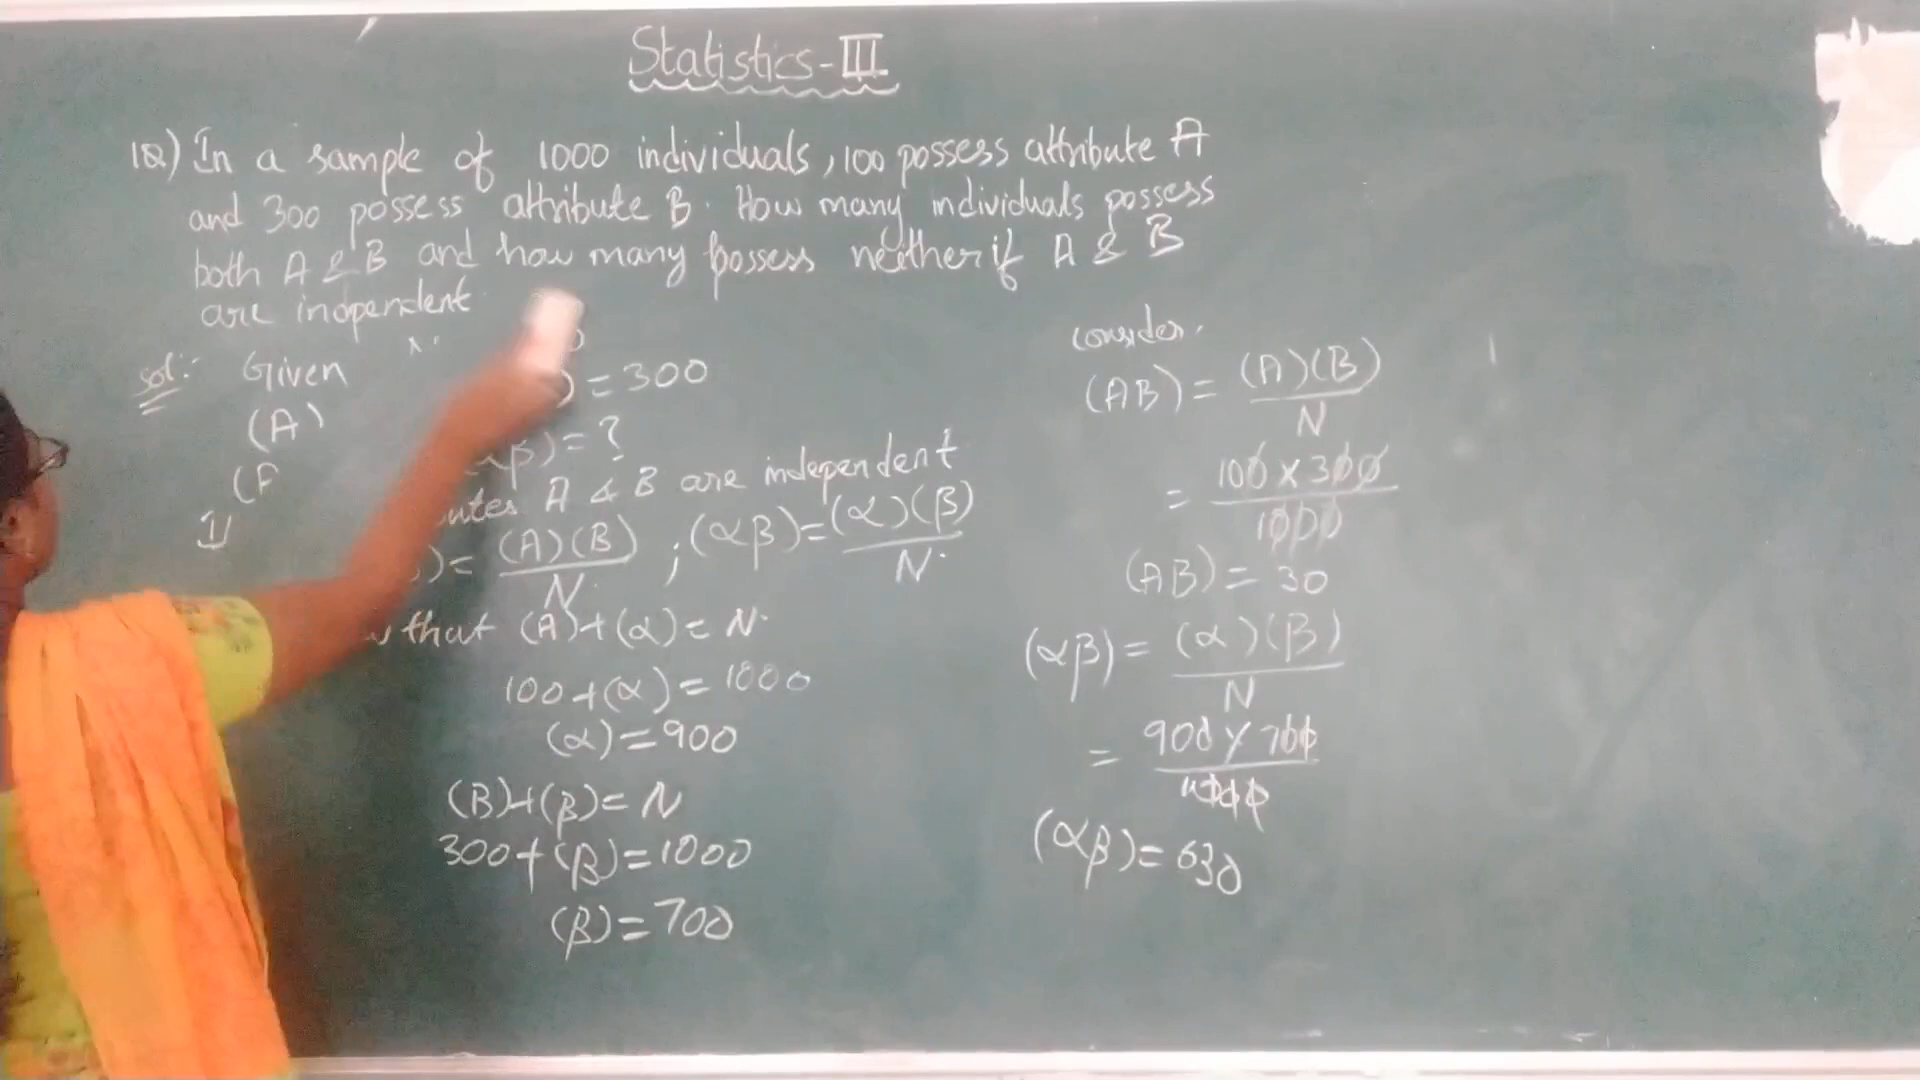 Statistics-III
1Q) In a sample of 1000 individuals, 100 possess attribute A
and 300 possess attribute B. How many individuals possess
both A & B and how many possess neither if A & B
are indpendent
Sol:- Given
(A) ) = 300
β) = ?
utes A & B are independent
) = (A)(B) / N ; (αβ) = (α)(β) / N.
that (A)+(α) = N.
100+(α) = 1000
(α) = 900
(B)+(β) = N
300+(β) = 1000
(β) = 700
consider.
(AB) = (A)(B) / N
= 100 x 300 / 1000
(AB) = 30
(αβ) = (α)(β) / N
= 900 x 700 / 1000
(αβ) = 630